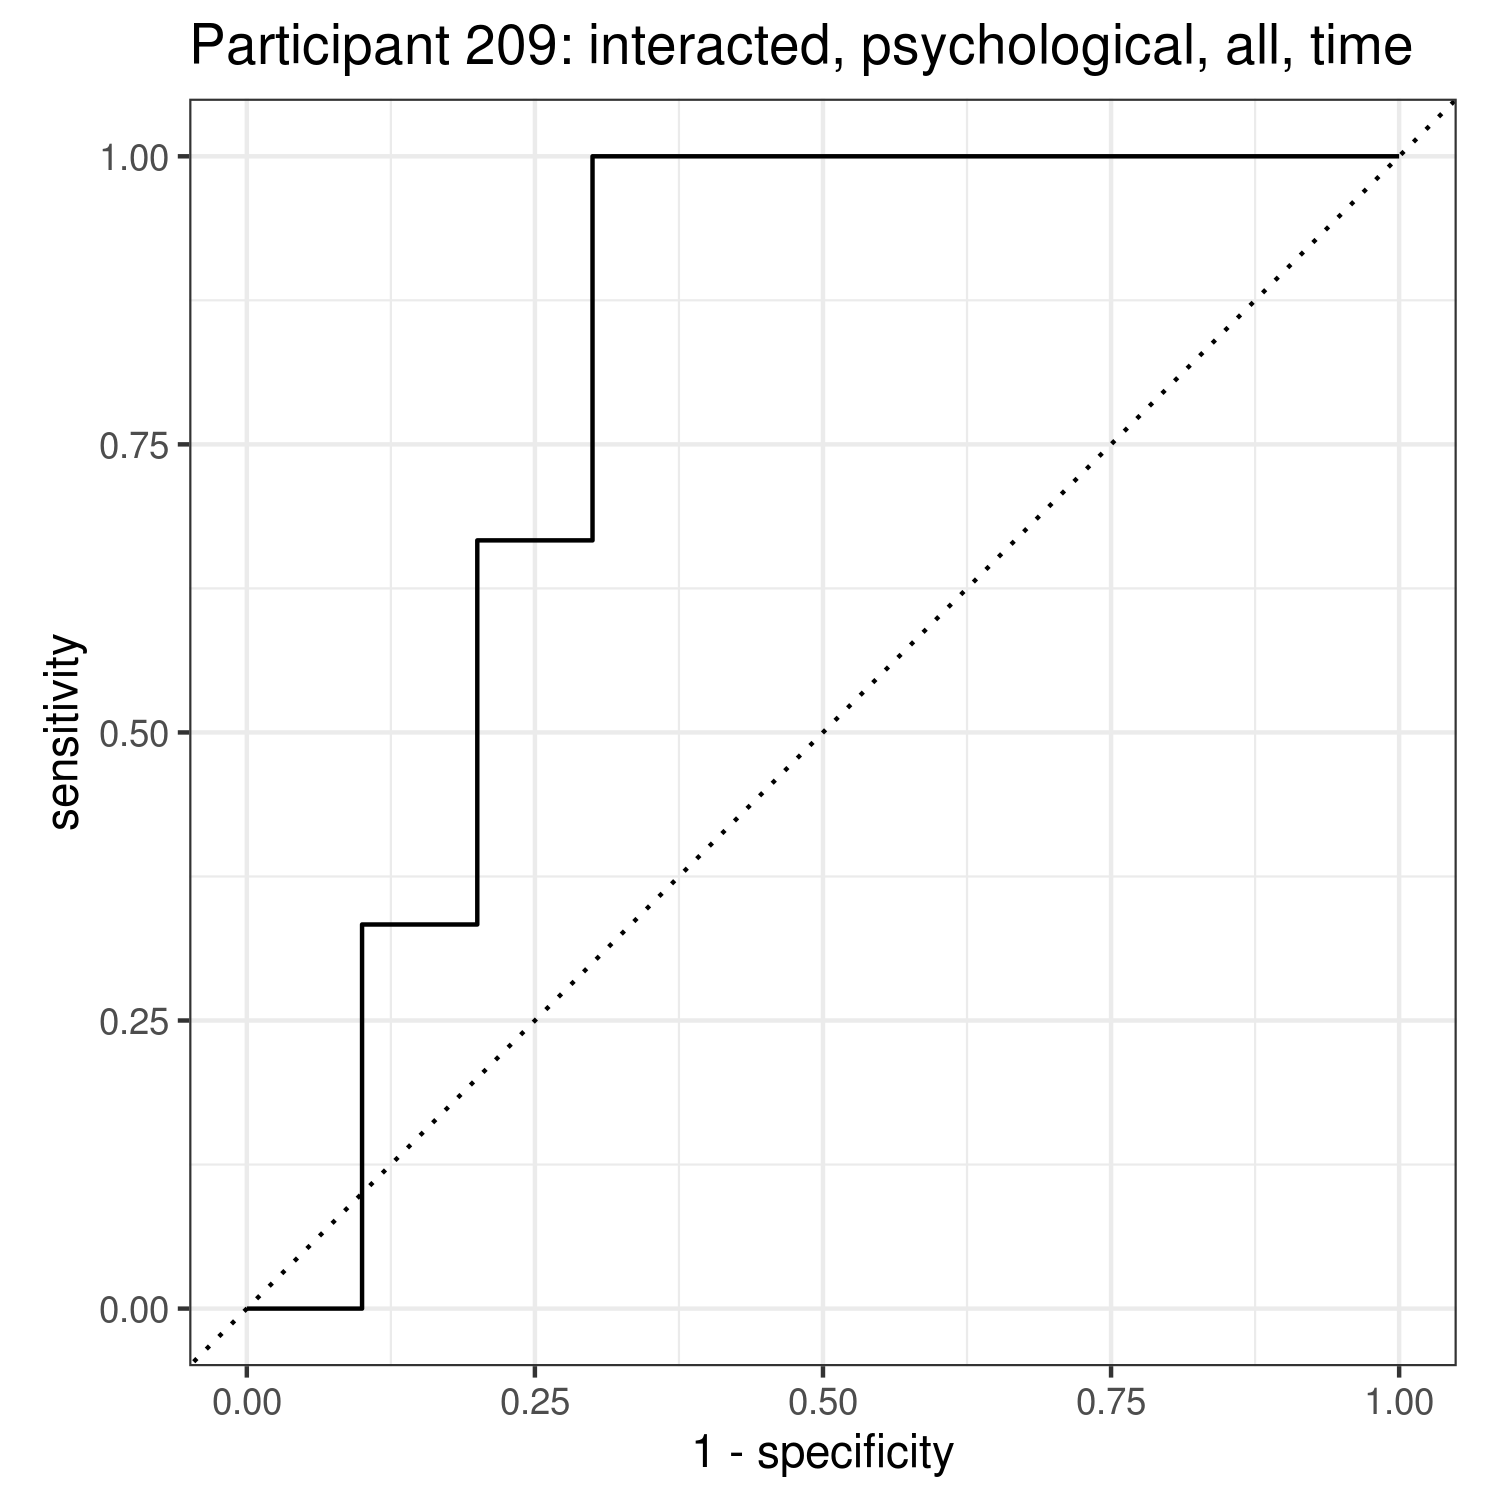 Participant 209: interacted, psychological, all, time
1.00
0.75
0.50
0.25
0.00
sensitivity
0.00 0.25 0.50 0.75 1.00
1 - specificity